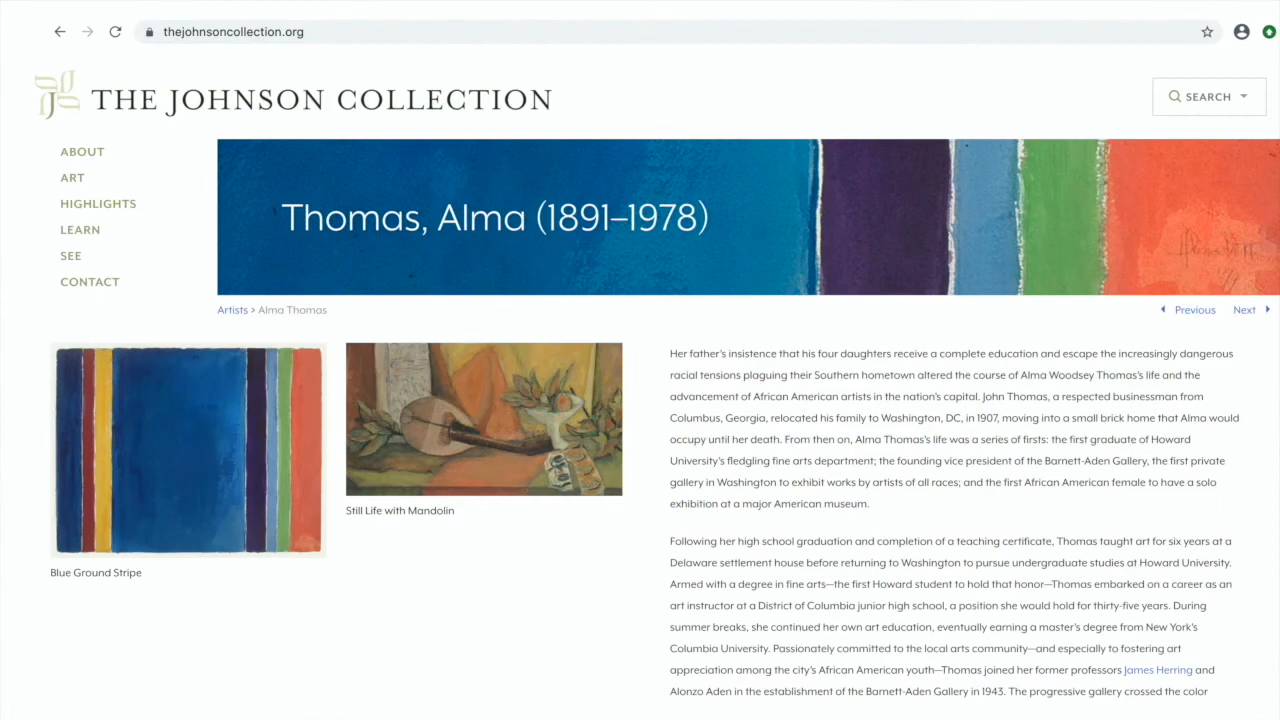 thejohnsoncollection.org
THE JOHNSON COLLECTION
SEARCH
ABOUT
ART
HIGHLIGHTS
LEARN
SEE
CONTACT
Thomas, Alma (1891–1978)
Artists > Alma Thomas
Previous Next
Blue Ground Stripe
Still Life with Mandolin
Her father's insistence that his four daughters receive a complete education and escape the increasingly dangerous
racial tensions plaguing their Southern hometown altered the course of Alma Woodsey Thomas's life and the
advancement of African American artists in the nation's capital. John Thomas, a respected businessman from
Columbus, Georgia, relocated his family to Washington, DC, in 1907, moving into a small brick home that Alma would
occupy until her death. From then on, Alma Thomas's life was a series of firsts: the first graduate of Howard
University's fledgling fine arts department; the founding vice president of the Barnett-Aden Gallery, the first private
gallery in Washington to exhibit works by artists of all races; and the first African American female to have a solo
exhibition at a major American museum.
Following her high school graduation and completion of a teaching certificate, Thomas taught art for six years at a
Delaware settlement house before returning to Washington to pursue undergraduate studies at Howard University.
Armed with a degree in fine arts—the first Howard student to hold that honor—Thomas embarked on a career as an
art instructor at a District of Columbia junior high school, a position she would hold for thirty-five years. During
summer breaks, she continued her own art education, eventually earning a master's degree from New York's
Columbia University. Passionately committed to the local arts community—and especially to fostering art
appreciation among the city's African American youth—Thomas joined her former professors James Herring and
Alonzo Aden in the establishment of the Barnett-Aden Gallery in 1943. The progressive gallery crossed the color